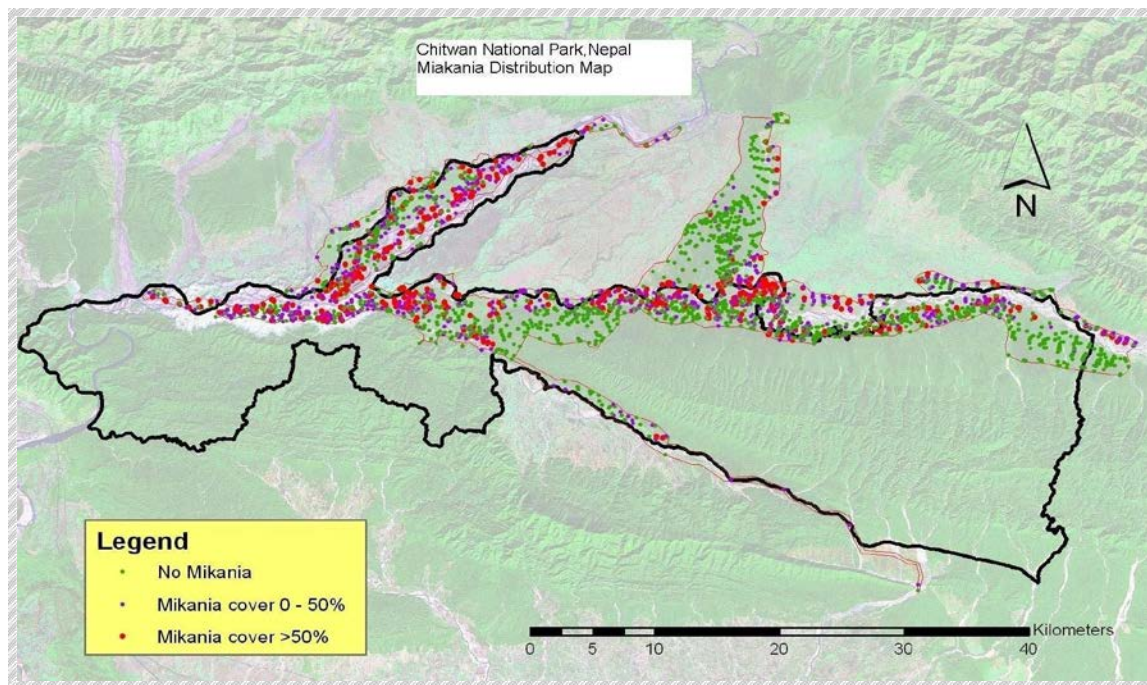 Chitwan National Park,Nepal
Miakania Distribution Map
N
Legend
No Mikania
Mikania cover 0 - 50%
Mikania cover >50%
Kilometers
0 5 10 20 30 40